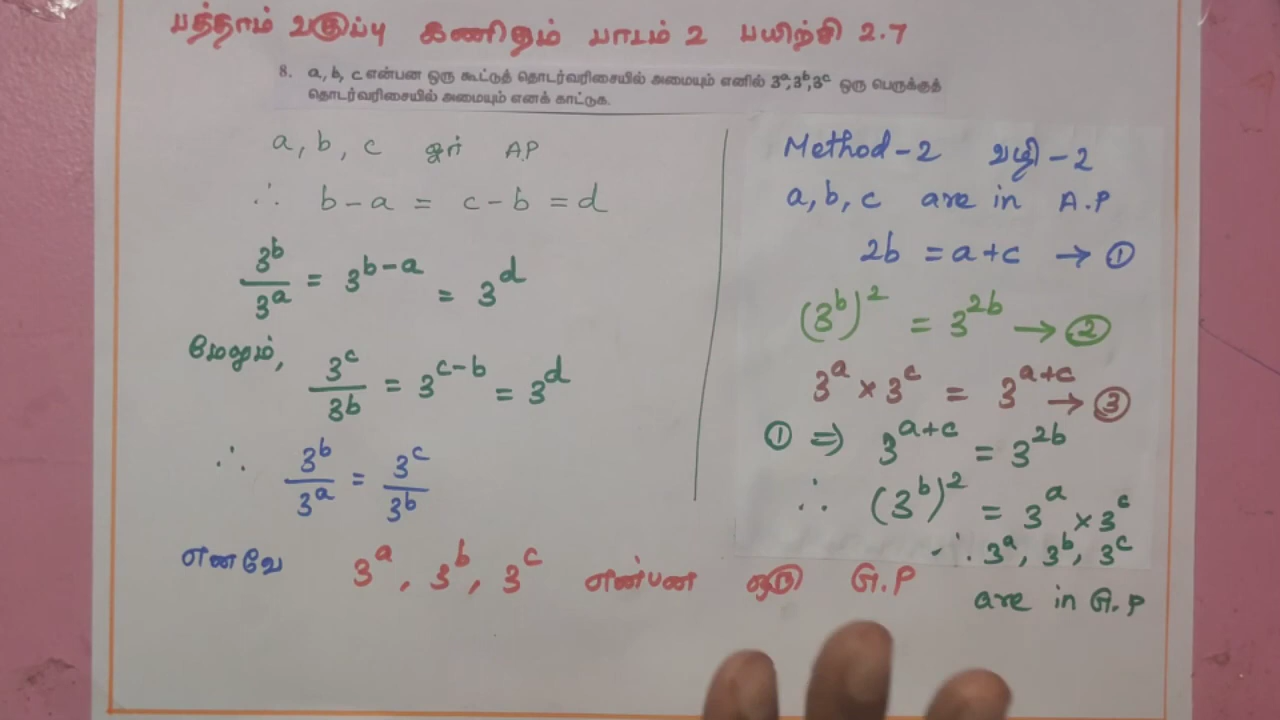 பத்தாம் வகுப்பு கணிதம் பாடம் 2 பயிற்சி 2.7
8. a, b, c என்பன ஒரு கூட்டுத் தொடர்வரிசையில் அமையும் எனில் 3^a, 3^b, 3^c ஒரு பெருக்குத்
தொடர்வரிசையில் அமையும் எனக் காட்டுக.
a, b, c ஓர் A.P
∴ b-a = c-b = d
3^b/3^a = 3^(b-a) = 3^d
மேலும், 3^c/3^b = 3^(c-b) = 3^d
∴ 3^b/3^a = 3^c/3^b
எனவே 3^a, 3^b, 3^c என்பன ஒரு G.P
Method-2 வழி-2
a, b, c are in A.P
2b = a+c → ①
(3^b)^2 = 3^(2b) → ②
3^a × 3^c = 3^(a+c) → ③
① ⇒ 3^(a+c) = 3^(2b)
∴ (3^b)^2 = 3^a × 3^c
∴ 3^a, 3^b, 3^c
are in G.P